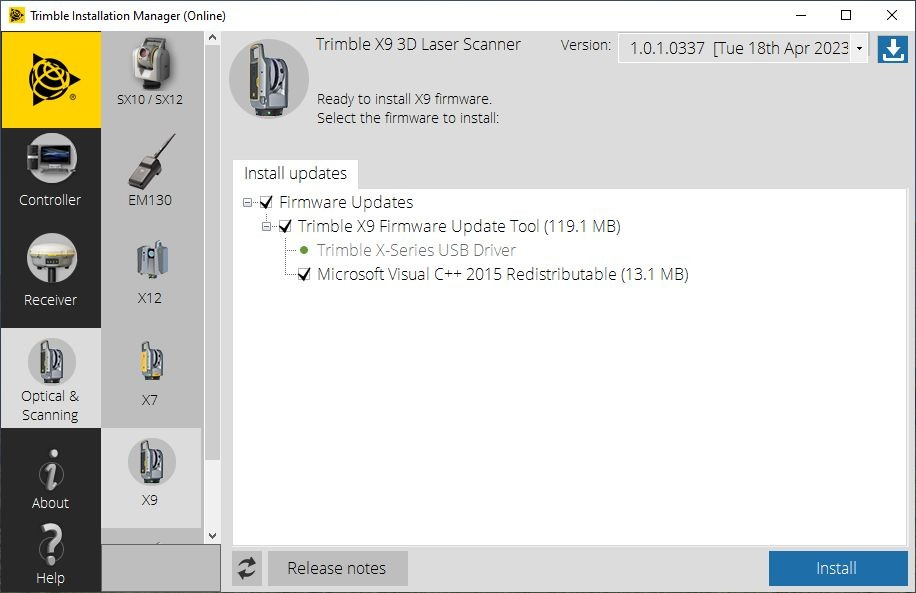 Trimble Installation Manager (Online)
Controller
Receiver
Optical &
Scanning
About
Help
SX10 / SX12
EM130
X12
X7
X9
Trimble X9 3D Laser Scanner
Version:
1.0.1.0337 [Tue 18th Apr 2023
Ready to install X9 firmware.
Select the firmware to install:
Install updates
Firmware Updates
Trimble X9 Firmware Update Tool (119.1 MB)
Trimble X-Series USB Driver
Microsoft Visual C++ 2015 Redistributable (13.1 MB)
Release notes
Install